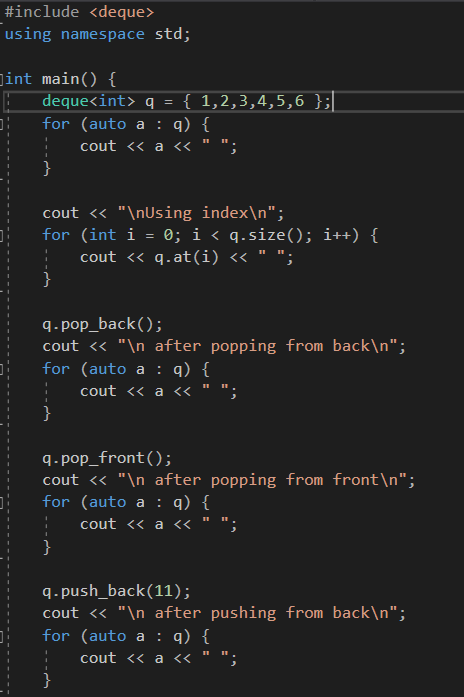 #include <deque>
using namespace std;
int main() {
deque<int> q = { 1,2,3,4,5,6 };
for (auto a : q) {
cout << a << " ";
}
cout << "\nUsing index\n";
for (int i = 0; i < q.size(); i++) {
cout << q.at(i) << " ";
}
q.pop_back();
cout << "\n after popping from back\n";
for (auto a : q) {
cout << a << " ";
}
q.pop_front();
cout << "\n after popping from front\n";
for (auto a : q) {
cout << a << " ";
}
q.push_back(11);
cout << "\n after pushing from back\n";
for (auto a : q) {
cout << a << " ";
}